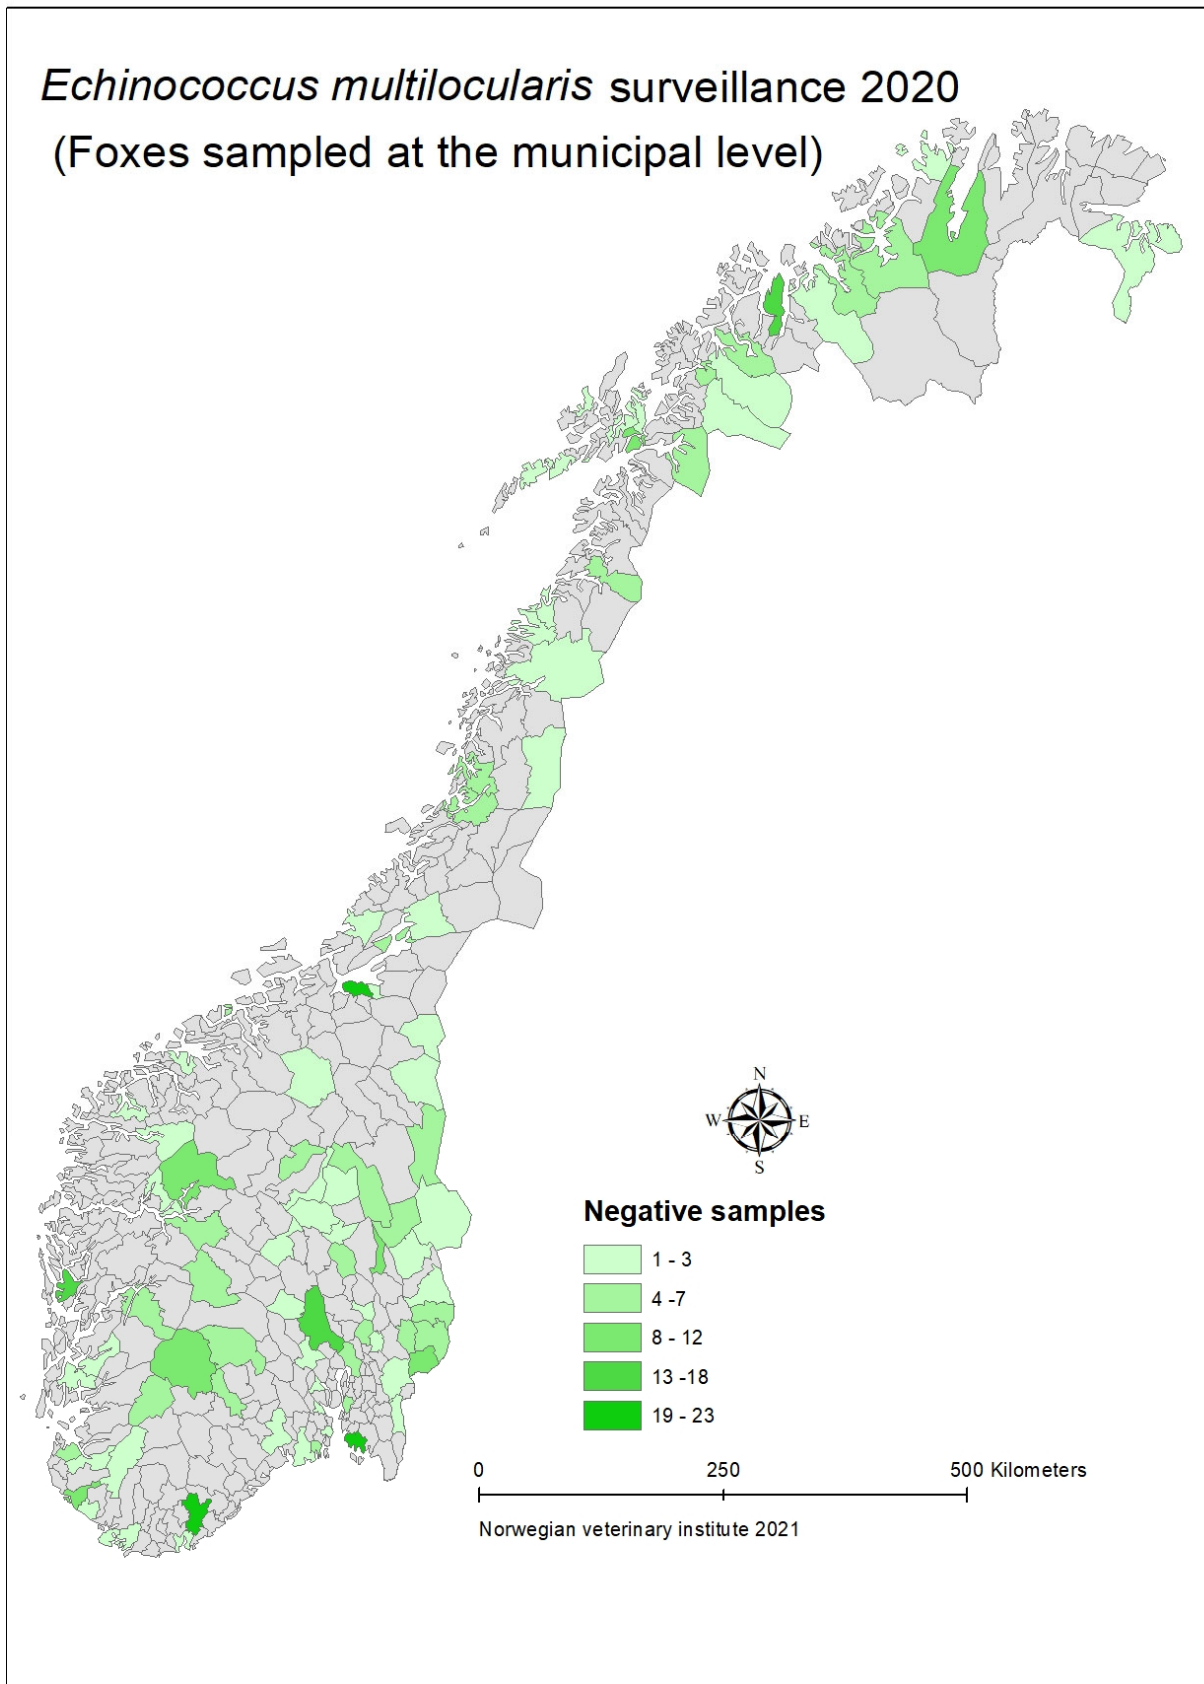 Echinococcus multilocularis surveillance 2020
(Foxes sampled at the municipal level)
N
W E
S
Negative samples
1 - 3
4 -7
8 - 12
13 -18
19 - 23
0 250 500 Kilometers
Norwegian veterinary institute 2021